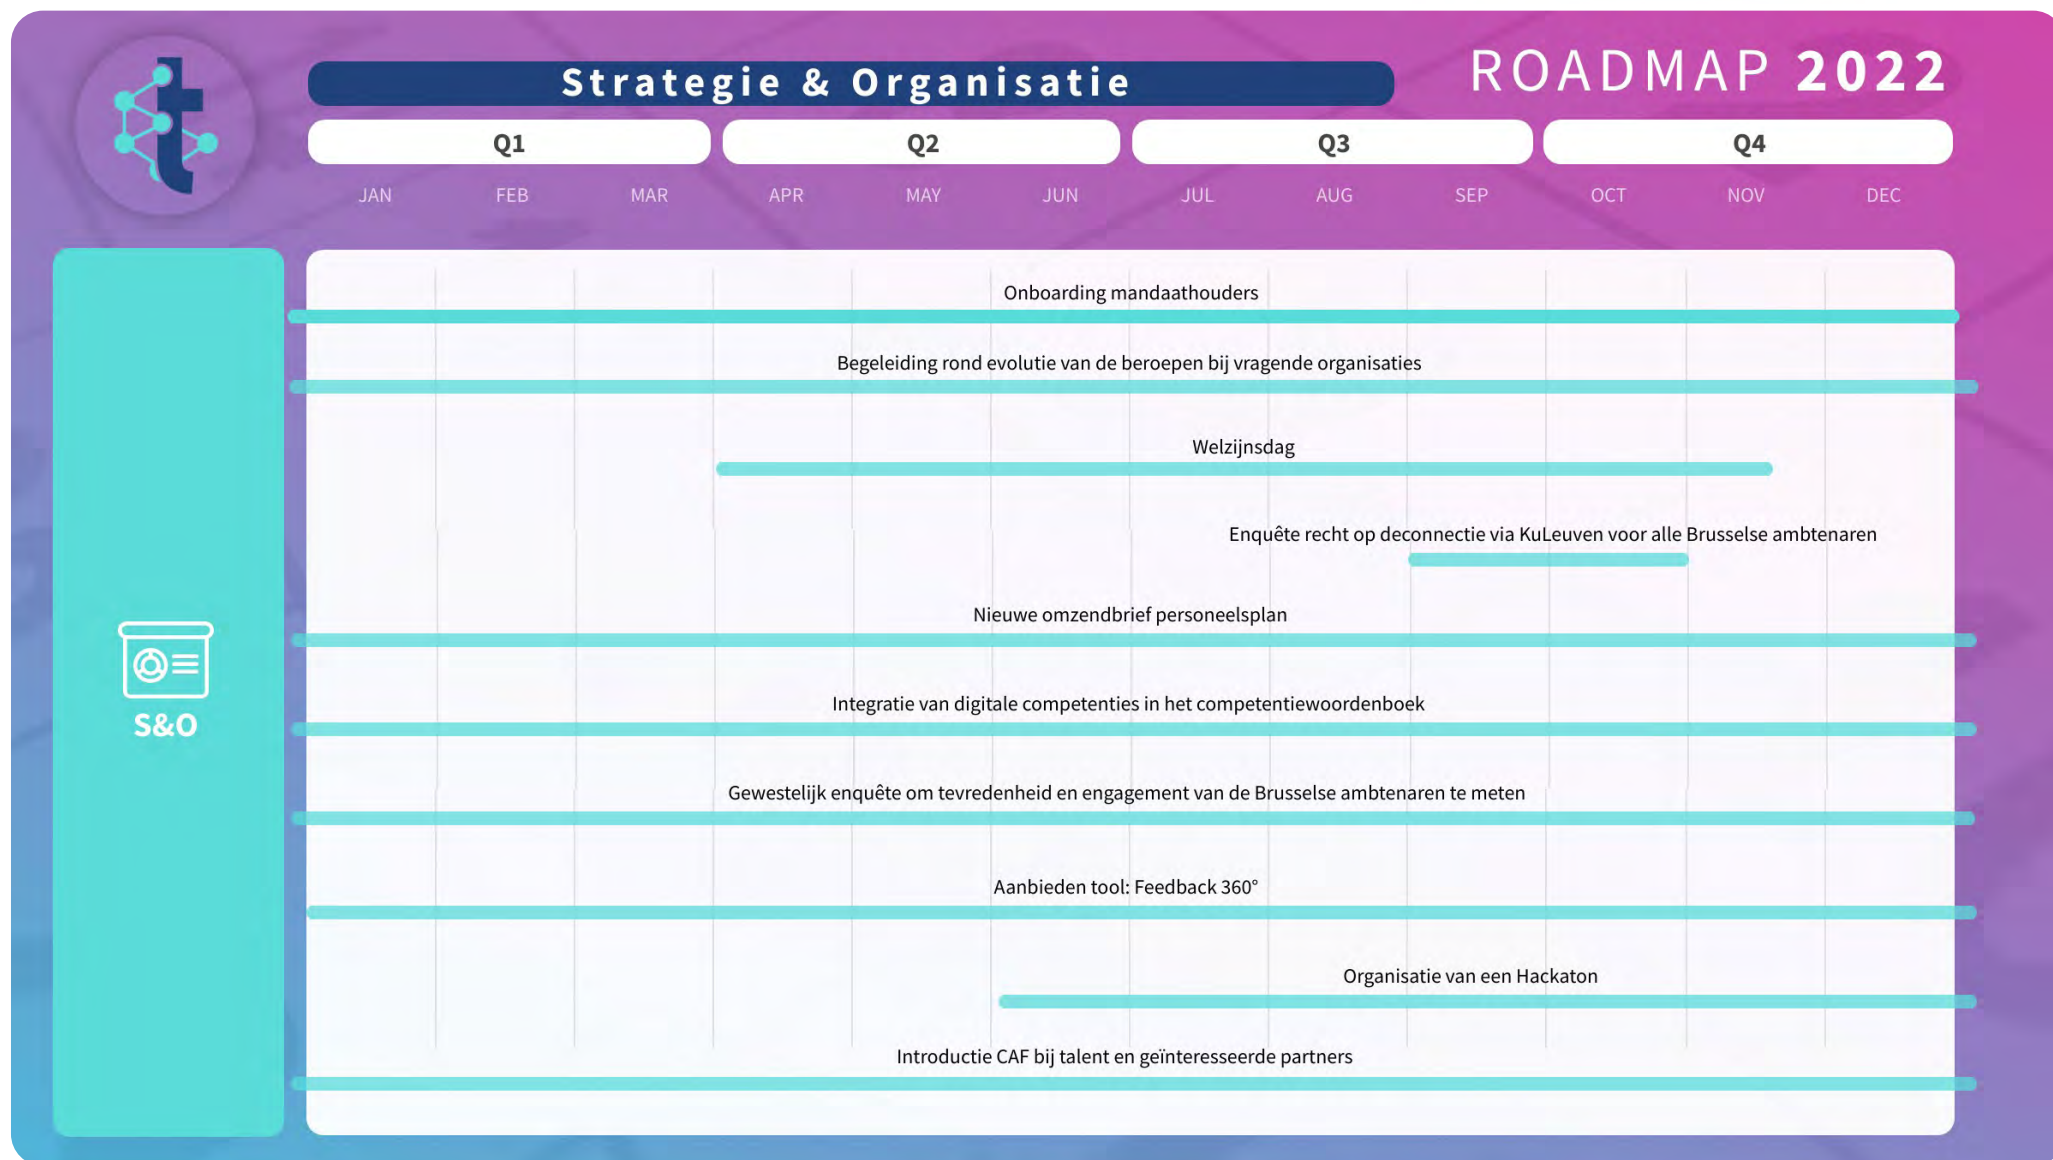 Strategie & Organisatie
ROADMAP 2022
Q1 Q2 Q3 Q4
JAN FEB MAR APR MAY JUN JUL AUG SEP OCT NOV DEC
Onboarding mandaathouders
Begeleiding rond evolutie van de beroepen bij vragende organisaties
Welzijnsdag
Enquête recht op deconnectie via KuLeuven voor alle Brusselse ambtenaren
Nieuwe omzendbrief personeelsplan
S&O
Integratie van digitale competenties in het competentiewoordenboek
Gewestelijk enquête om tevredenheid en engagement van de Brusselse ambtenaren te meten
Aanbieden tool: Feedback 360°
Organisatie van een Hackaton
Introductie CAF bij talent en geïnteresseerde partners